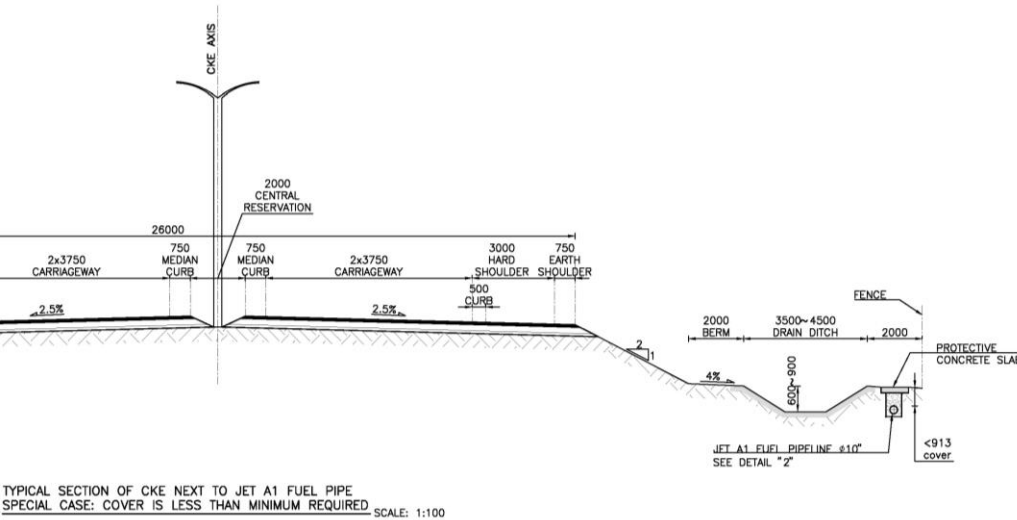 CKE AXIS
2000
CENTRAL
RESERVATION
26000
2x3750
CARRIAGEWAY
750
MEDIAN
CURB
750
MEDIAN
CURB
2x3750
CARRIAGEWAY
3000
HARD
SHOULDER
750
EARTH
SHOULDER
500
CURB
2.5%
2.5%
2
1
FENCE
2000
BERM
3500~4500
DRAIN DITCH
2000
PROTECTIVE
CONCRETE SLAB
4%
600~900
JET A1 FUEL PIPELINE ø10"
SEE DETAIL "2"
<913
cover
TYPICAL SECTION OF CKE NEXT TO JET A1 FUEL PIPE
SPECIAL CASE: COVER IS LESS THAN MINIMUM REQUIRED SCALE: 1:100